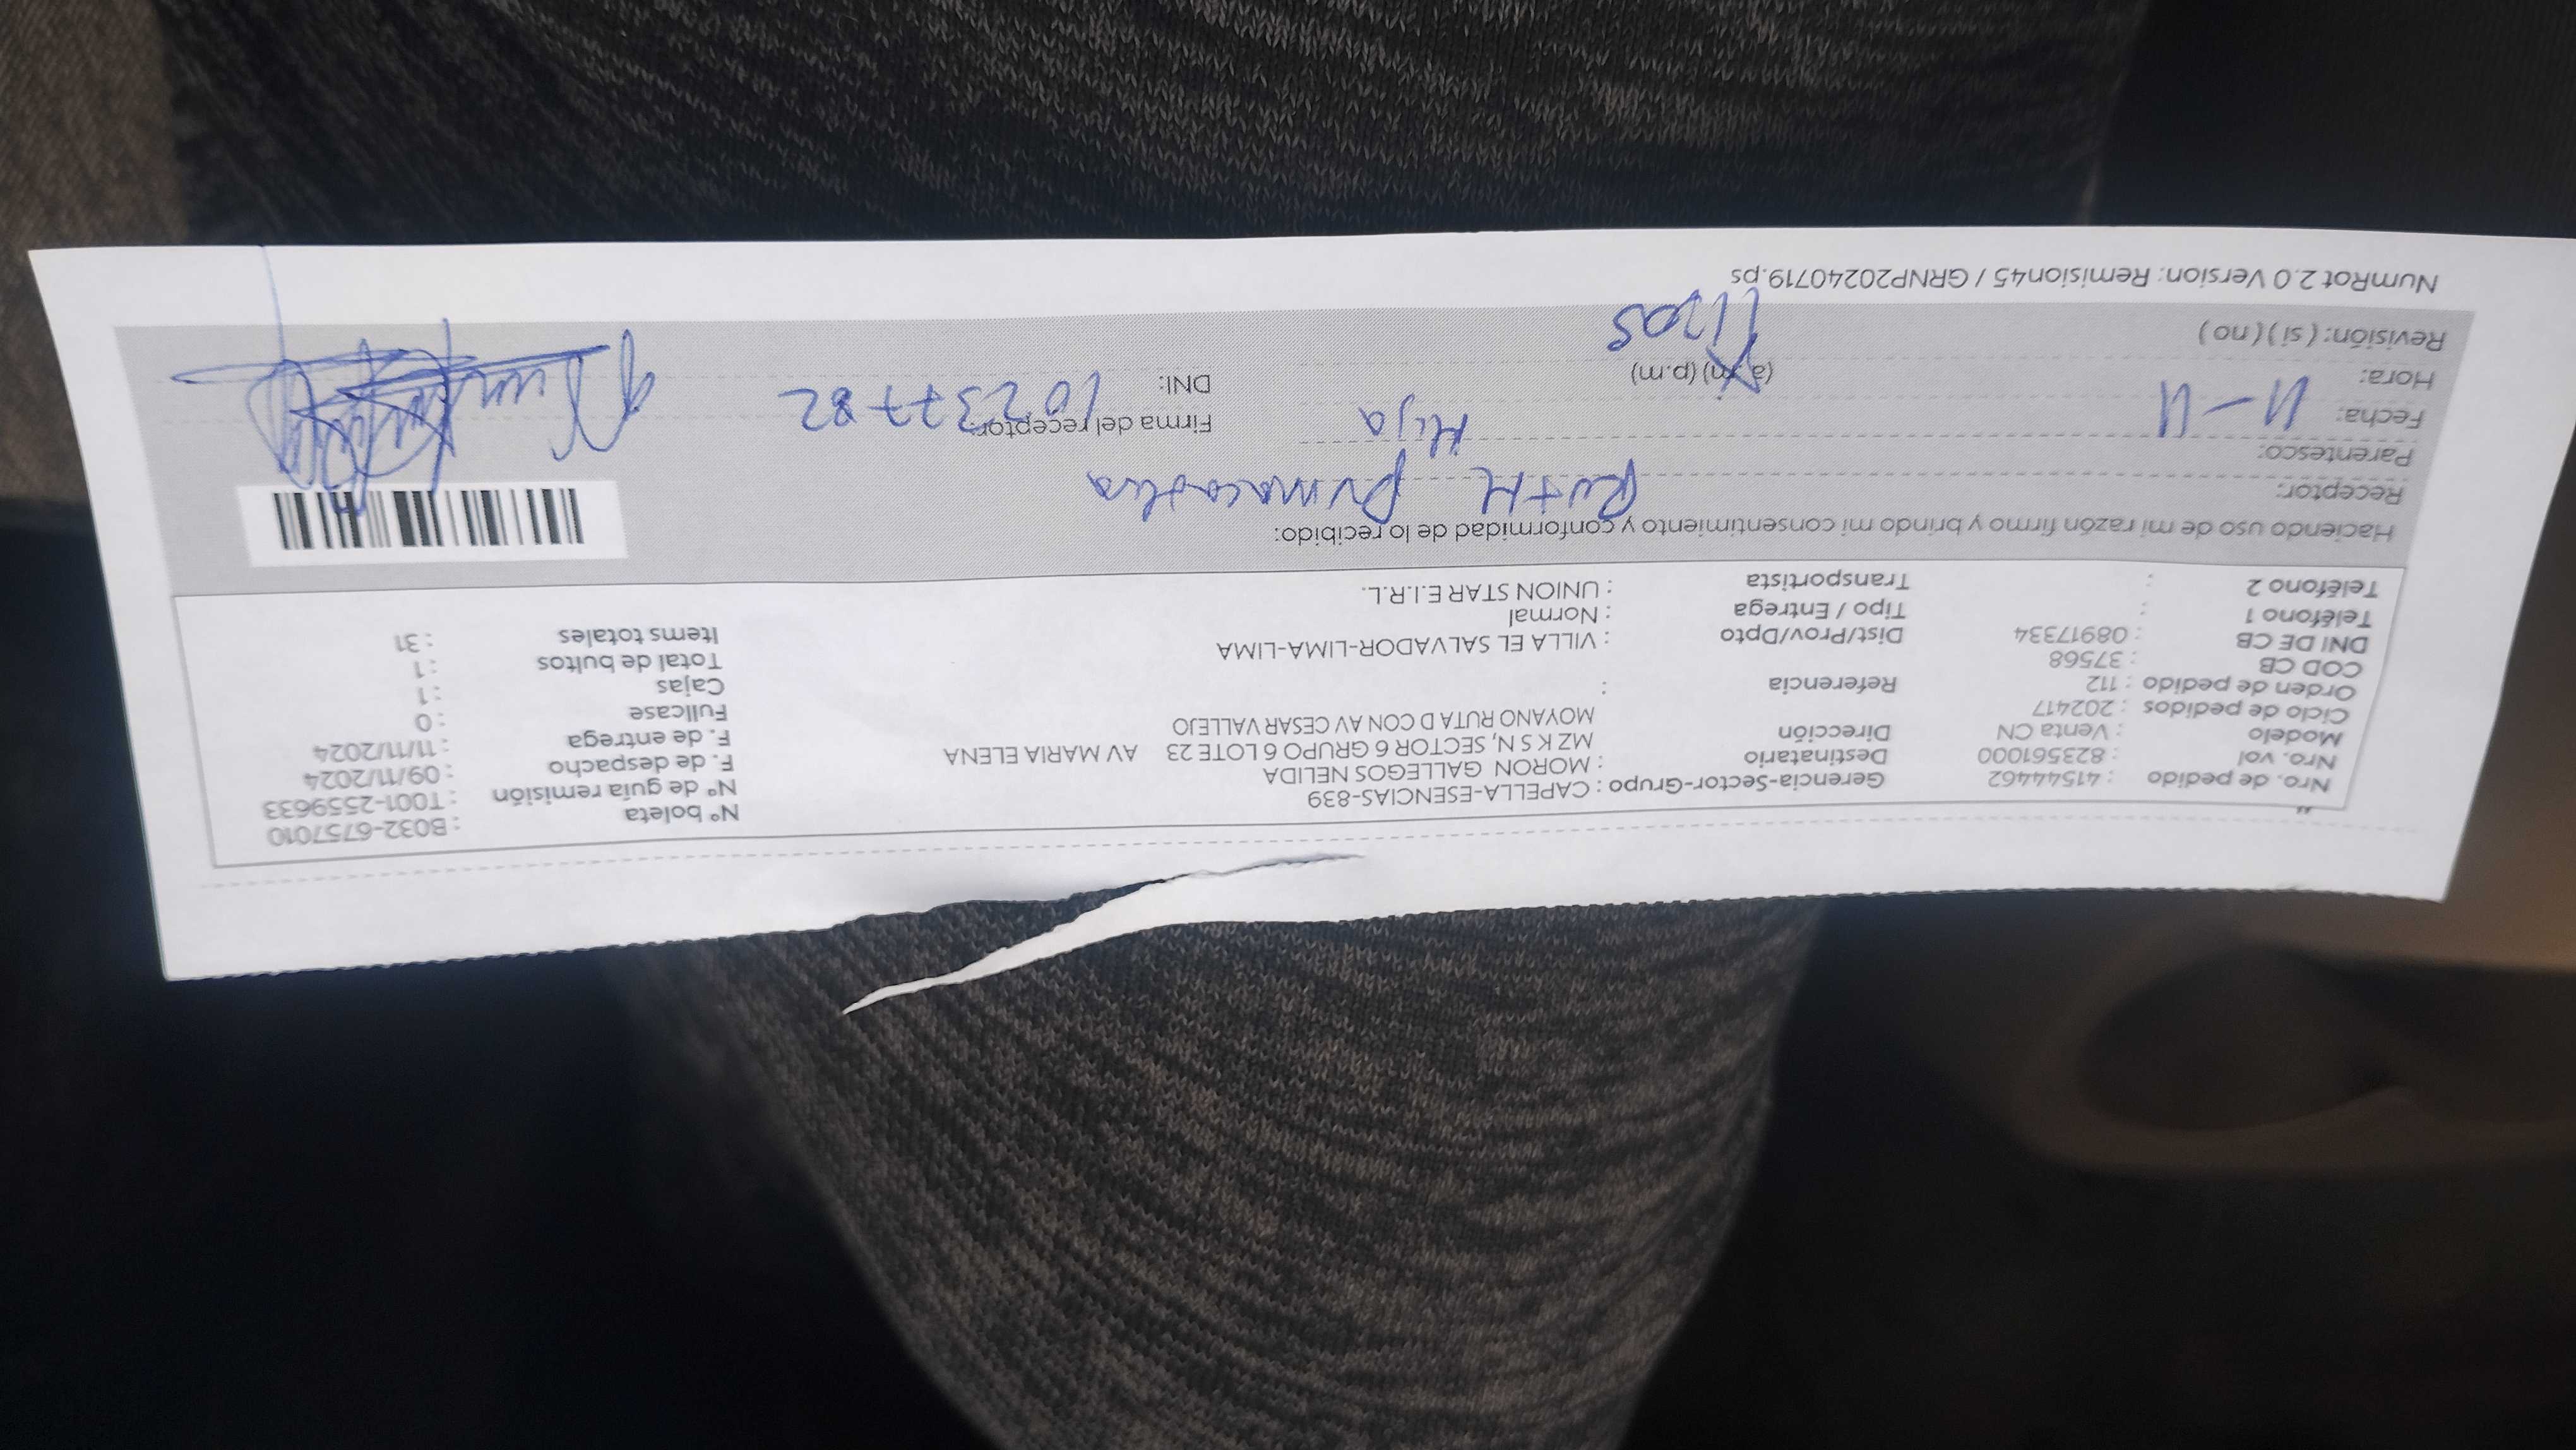 Nro. de pedido : 41544462 Gerencia-Sector-Grupo : CAPELLA-ESENCIAS-839 N° boleta : B032-6757010
Nro. vol : 823561000 Destinatario : MORON GALLEGOS NELIDA N° de guía remisión : T001-2559633
Modelo : Venta CN Dirección : MZ K S N, SECTOR 6 GRUPO 6 LOTE 23 AV MARIA ELENA F. de despacho : 09/11/2024
Ciclo de pedidos : 202417 MOYANO RUTA D CON AV CESAR VALLEJO F. de entrega : 11/11/2024
Orden de pedido : 112 Referencia : Fullcase : 0
COD CB : 37568 Cajas : 1
DNI DE CB : 08917334 Dist/Prov/Dpto : VILLA EL SALVADOR-LIMA-LIMA Total de bultos : 1
Teléfono 1 : Tipo / Entrega : Normal Items totales : 31
Teléfono 2 : Transportista : UNION STAR E.I.R.L.
Haciendo uso de mi razón firmo y brindo mi consentimiento y conformidad de lo recibido:
Receptor: Ruth
Parentesco: Hija
Fecha: 11-11 Firma del receptor:
Hora: (a.m) (p.m) DNI: 10237782
Revisión: ( si ) ( no )
NumRot 2.0 Version: Remision45 / GRNP20240719.ps